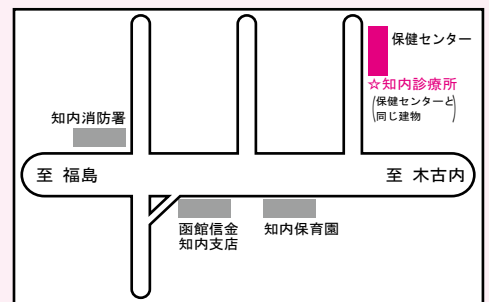 保健センター
☆知内診療所
(保健センターと
同じ建物)
知内消防署
至 福島
至 木古内
函館信金
知内支店
知内保育園